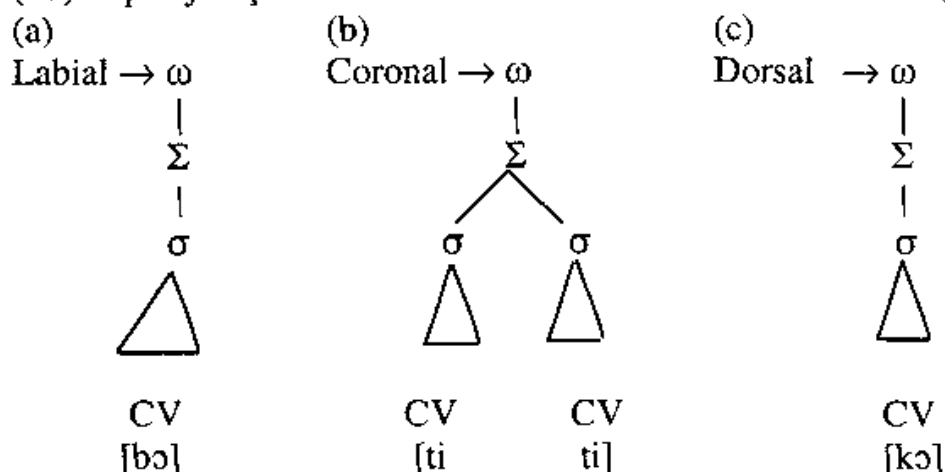 (a) (b) (c)
Labial → ω Coronal → ω Dorsal → ω
Σ Σ Σ
σ σ σ σ
CV CV CV CV
[bɔ] [ti ti] [kɔ]